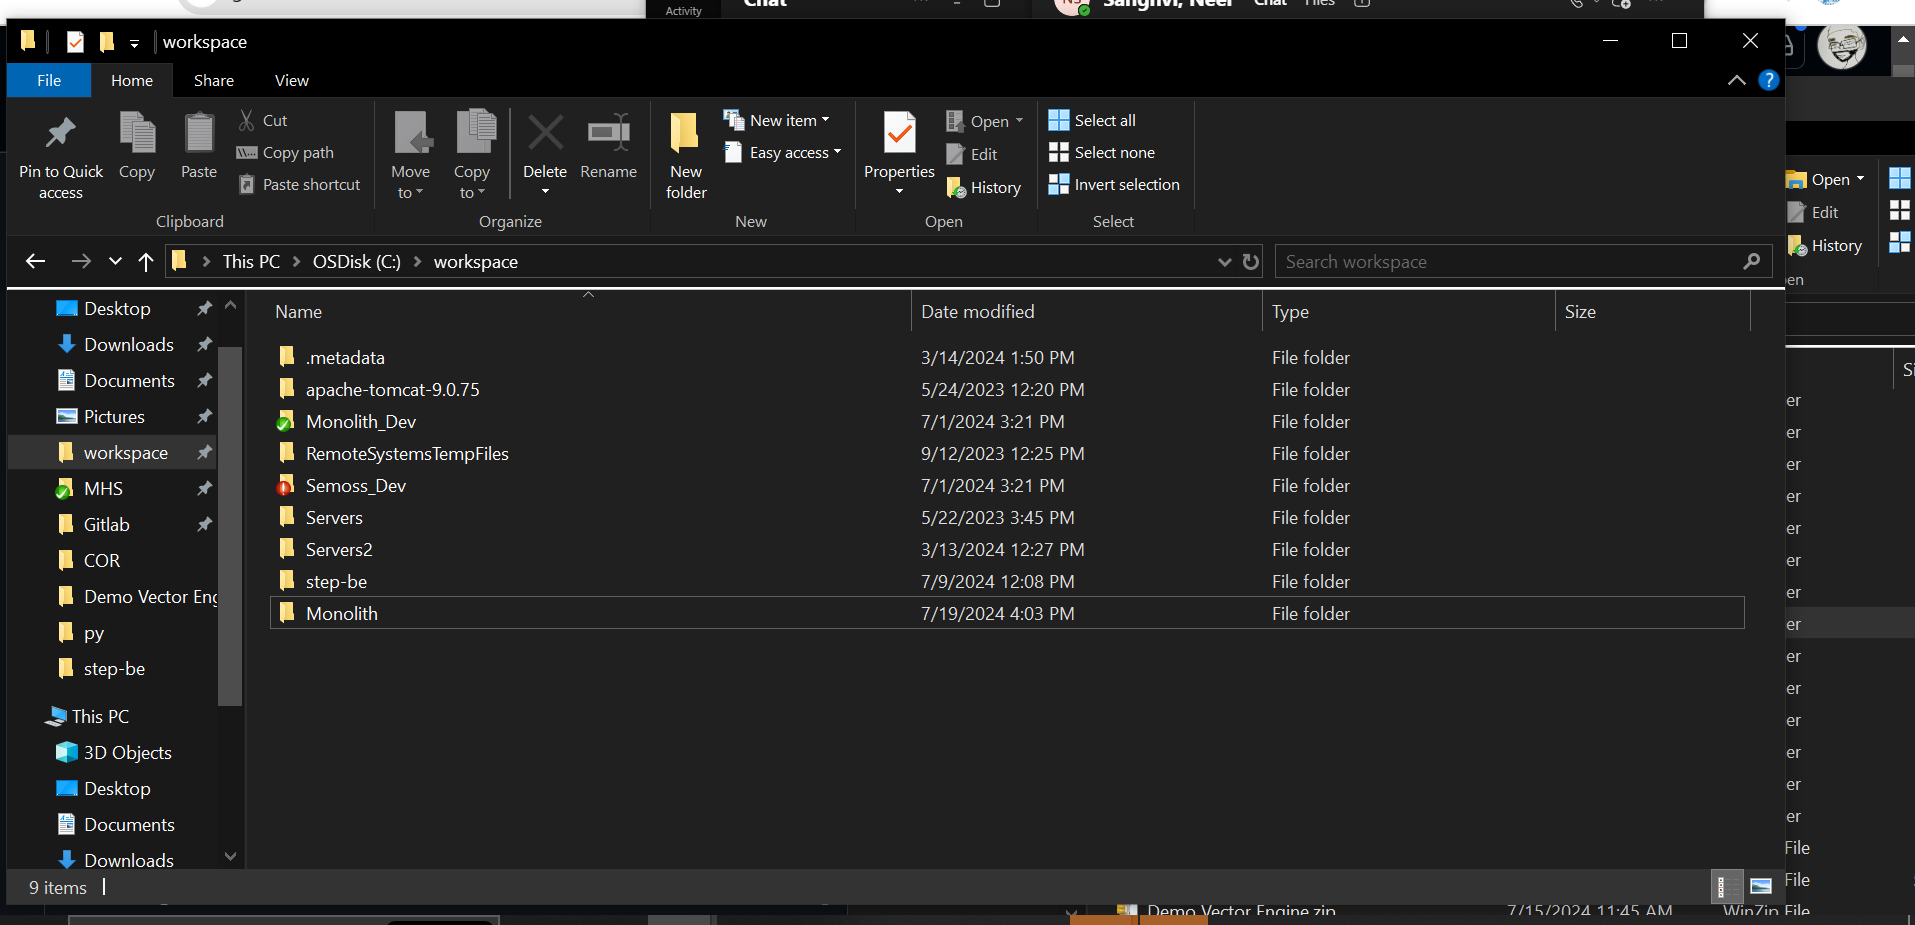 Activity
Chat
Sanghvi, Neel Chat Files
workspace
File Home Share View
Pin to Quick access
Copy
Paste
Cut
Copy path
Paste shortcut
Clipboard
Move to
Copy to
Delete
Rename
Organize
New folder
New item
Easy access
New
Properties
Open
Edit
History
Open
Select all
Select none
Invert selection
Select
Open
Edit
History
en
This PC > OSDisk (C:) > workspace
Search workspace
Desktop
Downloads
Documents
Pictures
workspace
MHS
Gitlab
COR
Demo Vector Eng
py
step-be
This PC
3D Objects
Desktop
Documents
Downloads
Name Date modified Type Size
.metadata 3/14/2024 1:50 PM File folder
apache-tomcat-9.0.75 5/24/2023 12:20 PM File folder
Monolith_Dev 7/1/2024 3:21 PM File folder
RemoteSystemsTempFiles 9/12/2023 12:25 PM File folder
Semoss_Dev 7/1/2024 3:21 PM File folder
Servers 5/22/2023 3:45 PM File folder
Servers2 3/13/2024 12:27 PM File folder
step-be 7/9/2024 12:08 PM File folder
Monolith 7/19/2024 4:03 PM File folder
Si
er
er
er
er
er
er
er
er
er
er
er
er
er
er
File
File
9 items
Demo Vector Engine.zip 7/15/2024 11:45 AM WinZip File